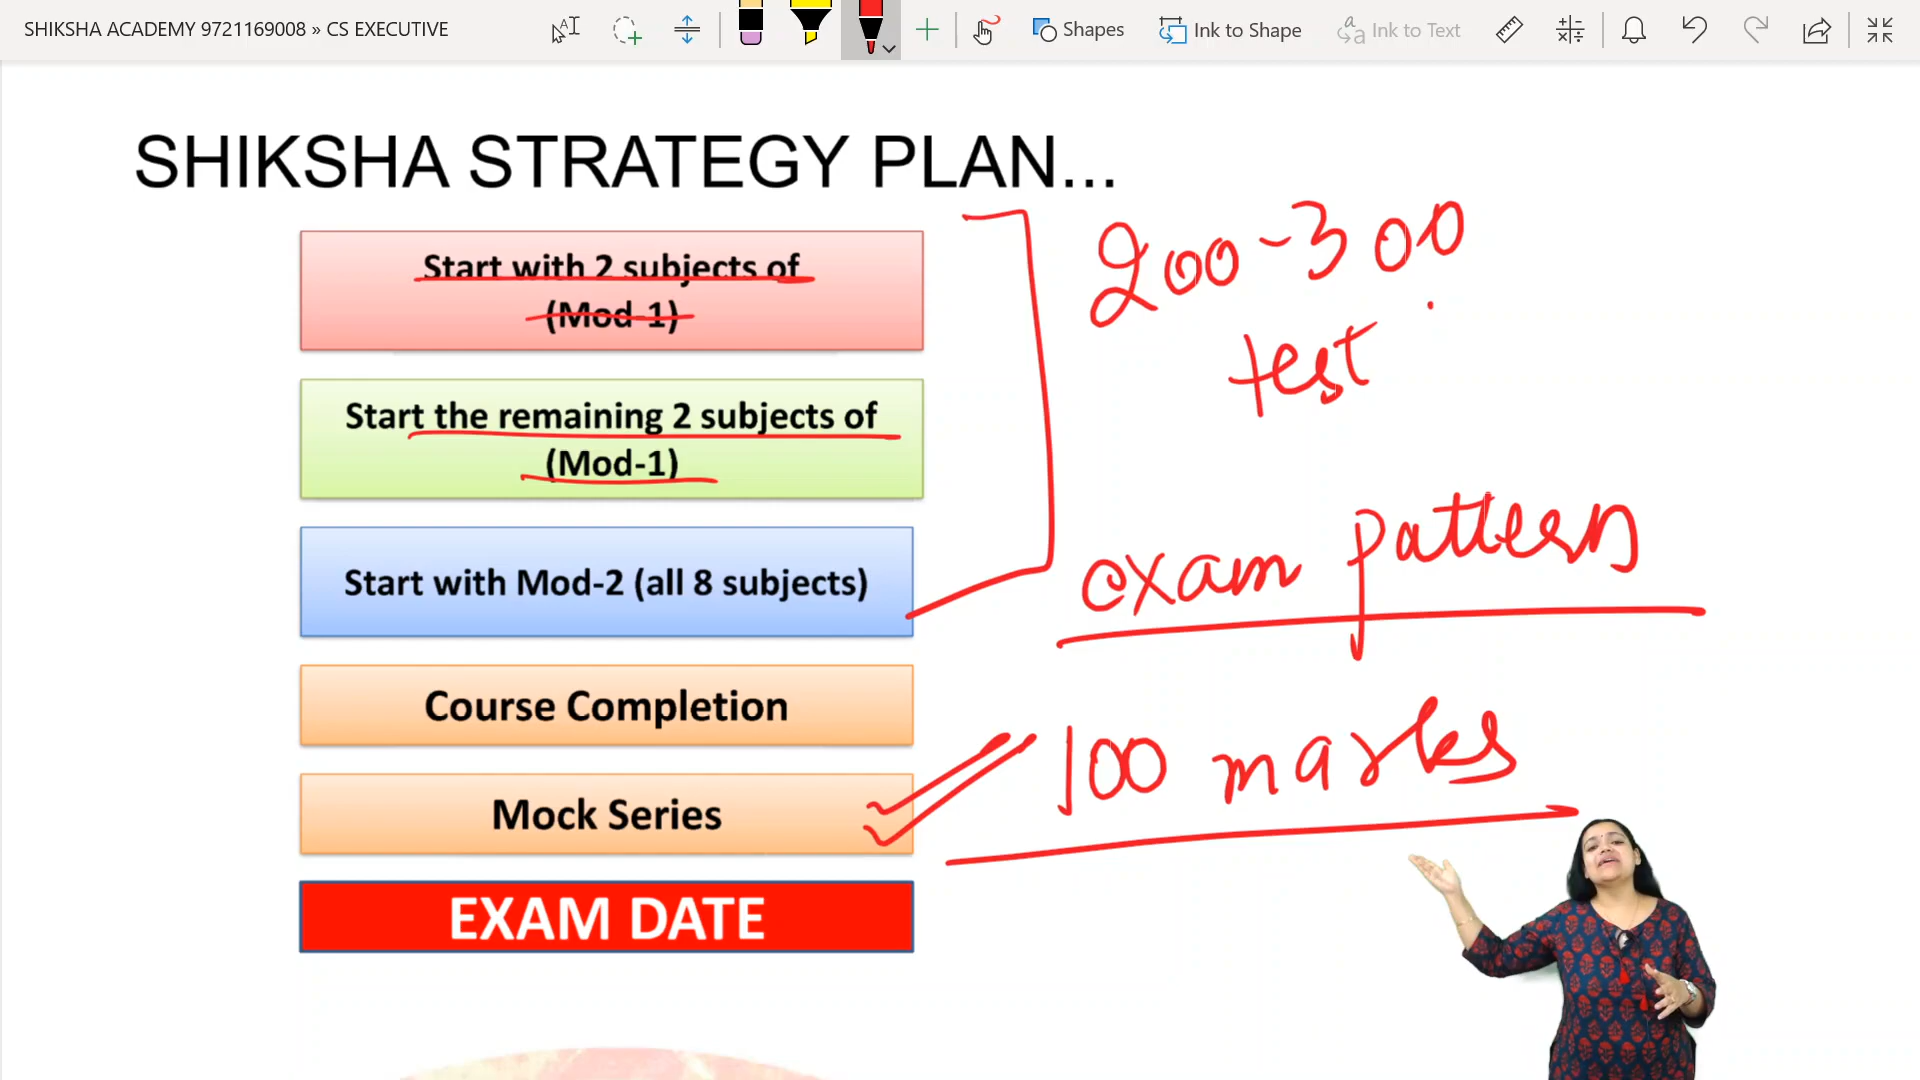 SHIKSHA ACADEMY 9721169008 » CS EXECUTIVE
Shapes
Ink to Shape
Ink to Text
SHIKSHA STRATEGY PLAN...
Start with 2 subjects of
(Mod-1)
Start the remaining 2 subjects of
(Mod-1)
Start with Mod-2 (all 8 subjects)
Course Completion
Mock Series
EXAM DATE
200-300
test
exam pattern
100 marks